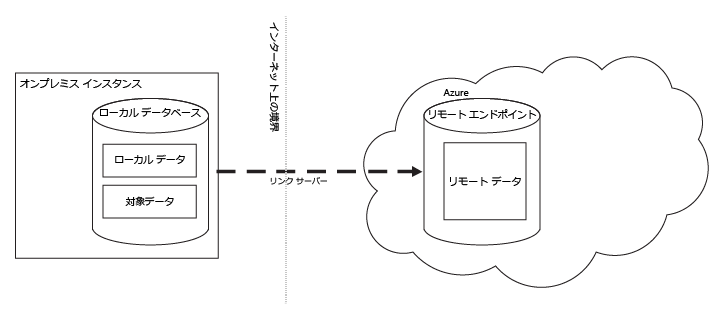 オンプレミス インスタンス
ローカル データベース
ローカル データ
対象データ
インターネット上の境界
リンク サーバー
Azure
リモート エンドポイント
リモート データ